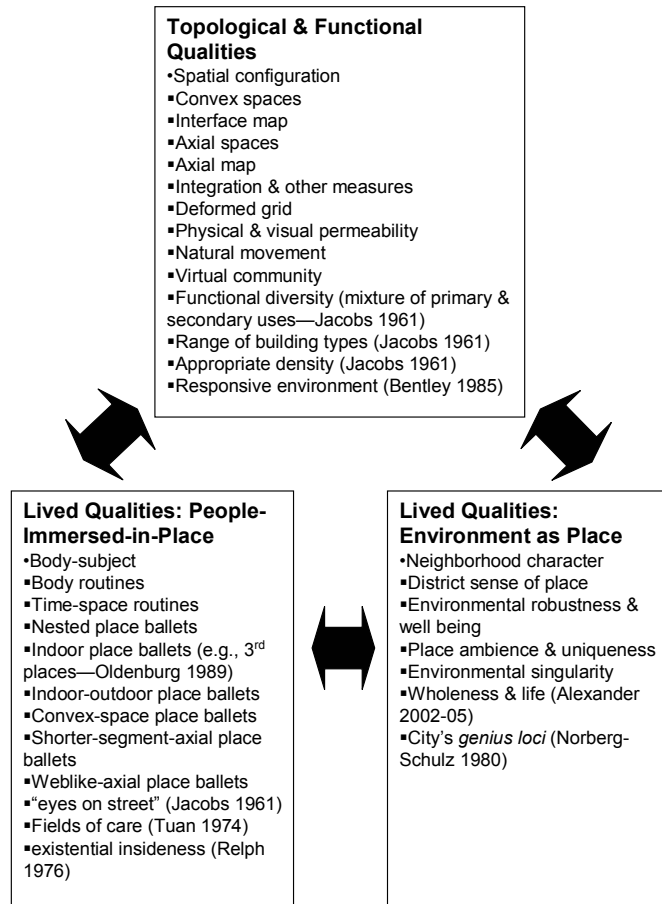 Topological & Functional
Qualities
•Spatial configuration
▪Convex spaces
▪Interface map
▪Axial spaces
▪Axial map
▪Integration & other measures
▪Deformed grid
▪Physical & visual permeability
▪Natural movement
▪Virtual community
▪Functional diversity (mixture of primary &
secondary uses—Jacobs 1961)
▪Range of building types (Jacobs 1961)
▪Appropriate density (Jacobs 1961)
▪Responsive environment (Bentley 1985)
Lived Qualities: People-
Immersed-in-Place
•Body-subject
▪Body routines
▪Time-space routines
▪Nested place ballets
▪Indoor place ballets (e.g., 3rd
places—Oldenburg 1989)
▪Indoor-outdoor place ballets
▪Convex-space place ballets
▪Shorter-segment-axial place
ballets
▪Weblike-axial place ballets
▪“eyes on street” (Jacobs 1961)
▪Fields of care (Tuan 1974)
▪existential insideness (Relph
1976)
Lived Qualities:
Environment as Place
•Neighborhood character
▪District sense of place
▪Environmental robustness &
well being
▪Place ambience & uniqueness
▪Environmental singularity
▪Wholeness & life (Alexander
2002-05)
▪City’s genius loci (Norberg-
Schulz 1980)